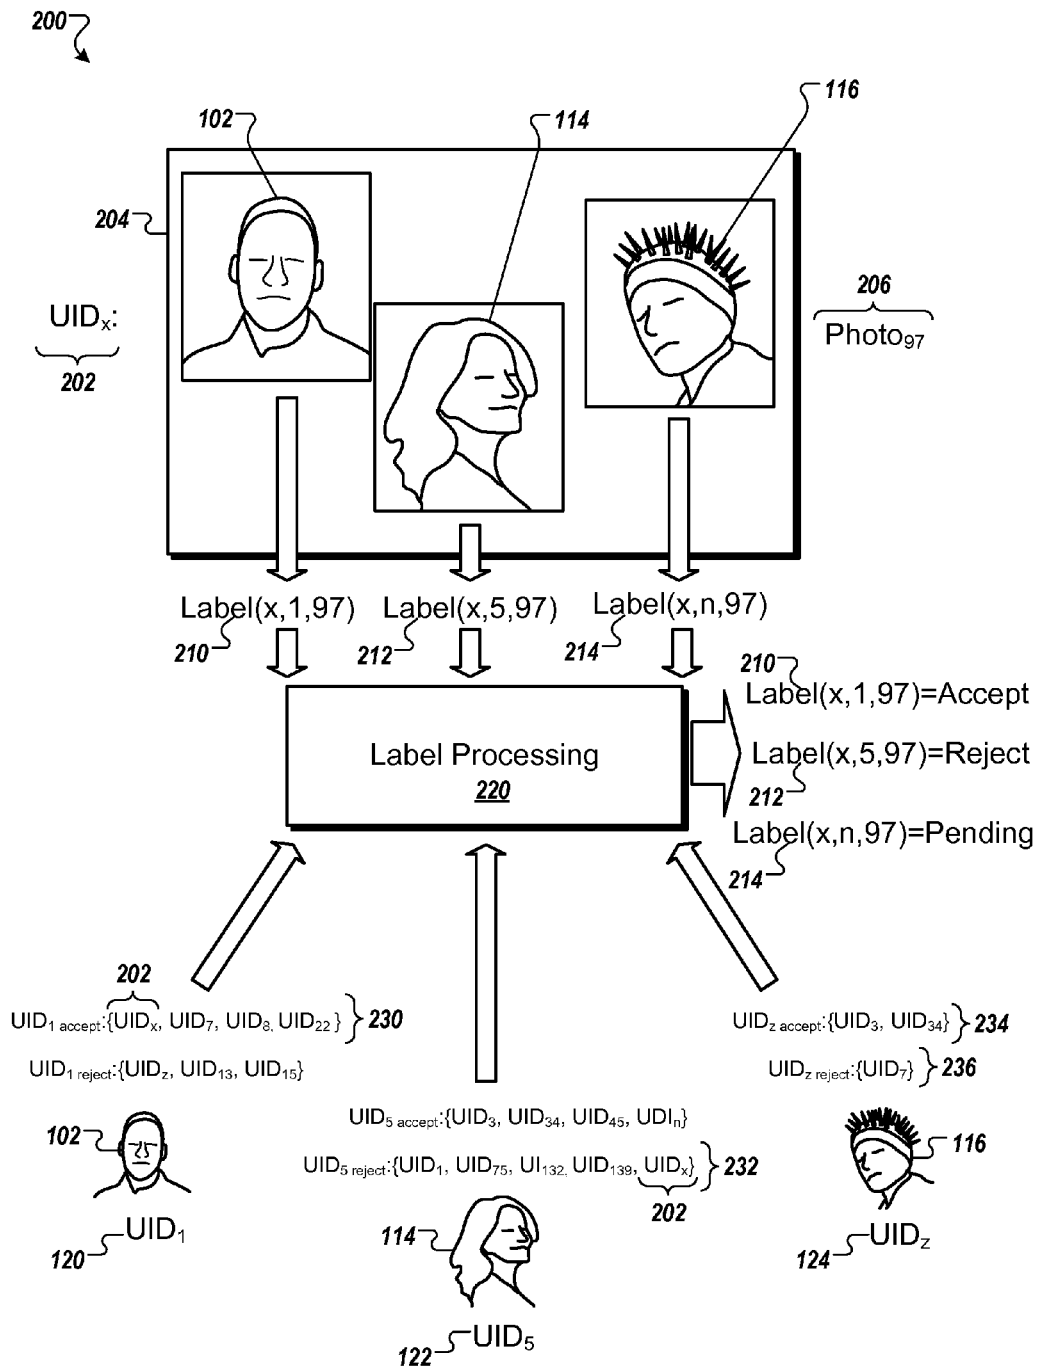 200
102
114
116
204
UIDx:
202
206
Photo97
Label(x,1,97) Label(x,5,97) Label(x,n,97)
210 212 214
210
Label(x,1,97)=Accept
Label Processing
220
Label(x,5,97)=Reject
212
Label(x,n,97)=Pending
214
202
UID1 accept:{UIDx, UID7, UID8, UID22} 230
UID1 reject:{UIDz, UID13, UID15}
102
UID1
120
UID5 accept:{UID3, UID34, UID45, UDIn}
UID5 reject:{UID1, UID75, UI132, UID139, UIDx} 232
202
114
UID5
122
UIDz accept:{UID3, UID34} 234
UIDz reject:{UID7} 236
116
UIDz
124